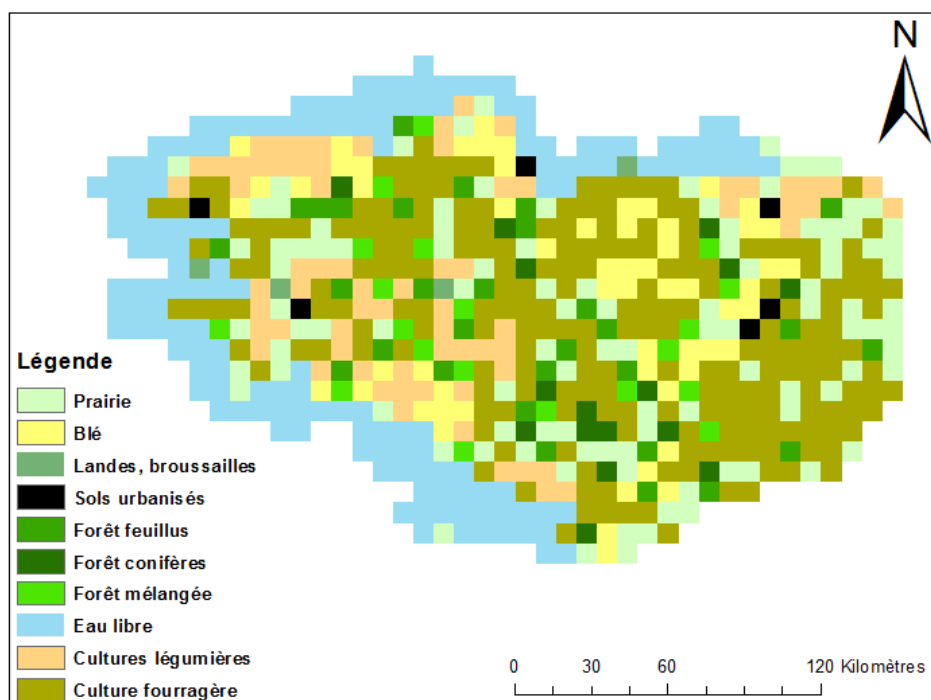 N
Légende
Prairie
Blé
Landes, broussailles
Sols urbanisés
Forêt feuillus
Forêt conifères
Forêt mélangée
Eau libre
Cultures légumières
Culture fourragère
0 30 60 120 Kilomètres